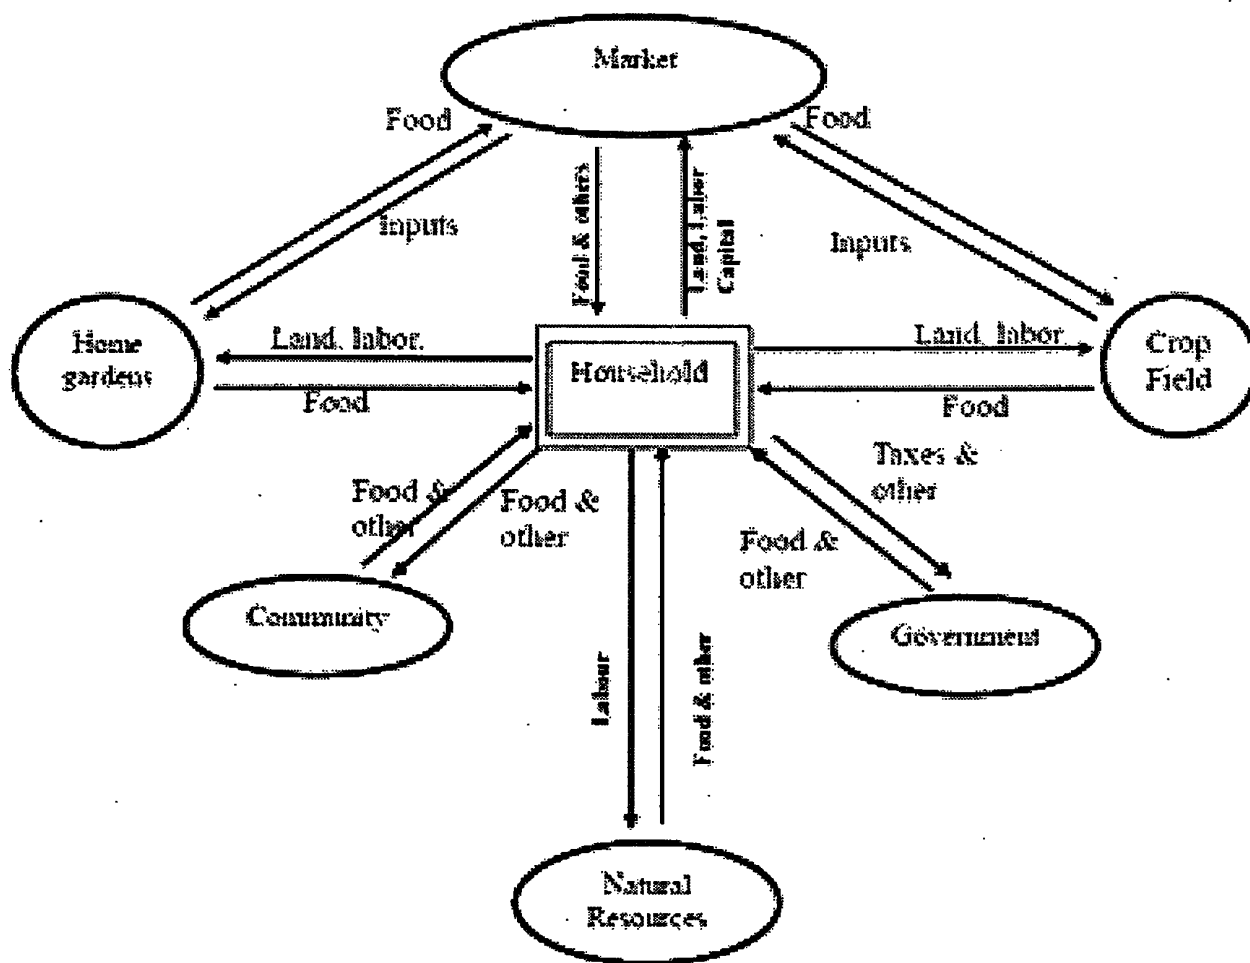 Market
Food
Food
Inputs
Food & others
Land, Labor
Capital
Inputs
Home
gardens
Land, labor.
Food
Household
Land, labor
Food
Crop
Field
Food &
other
Food &
other
Taxes &
other
Food &
other
Community
Government
Labour
Food & other
Natural
Resources